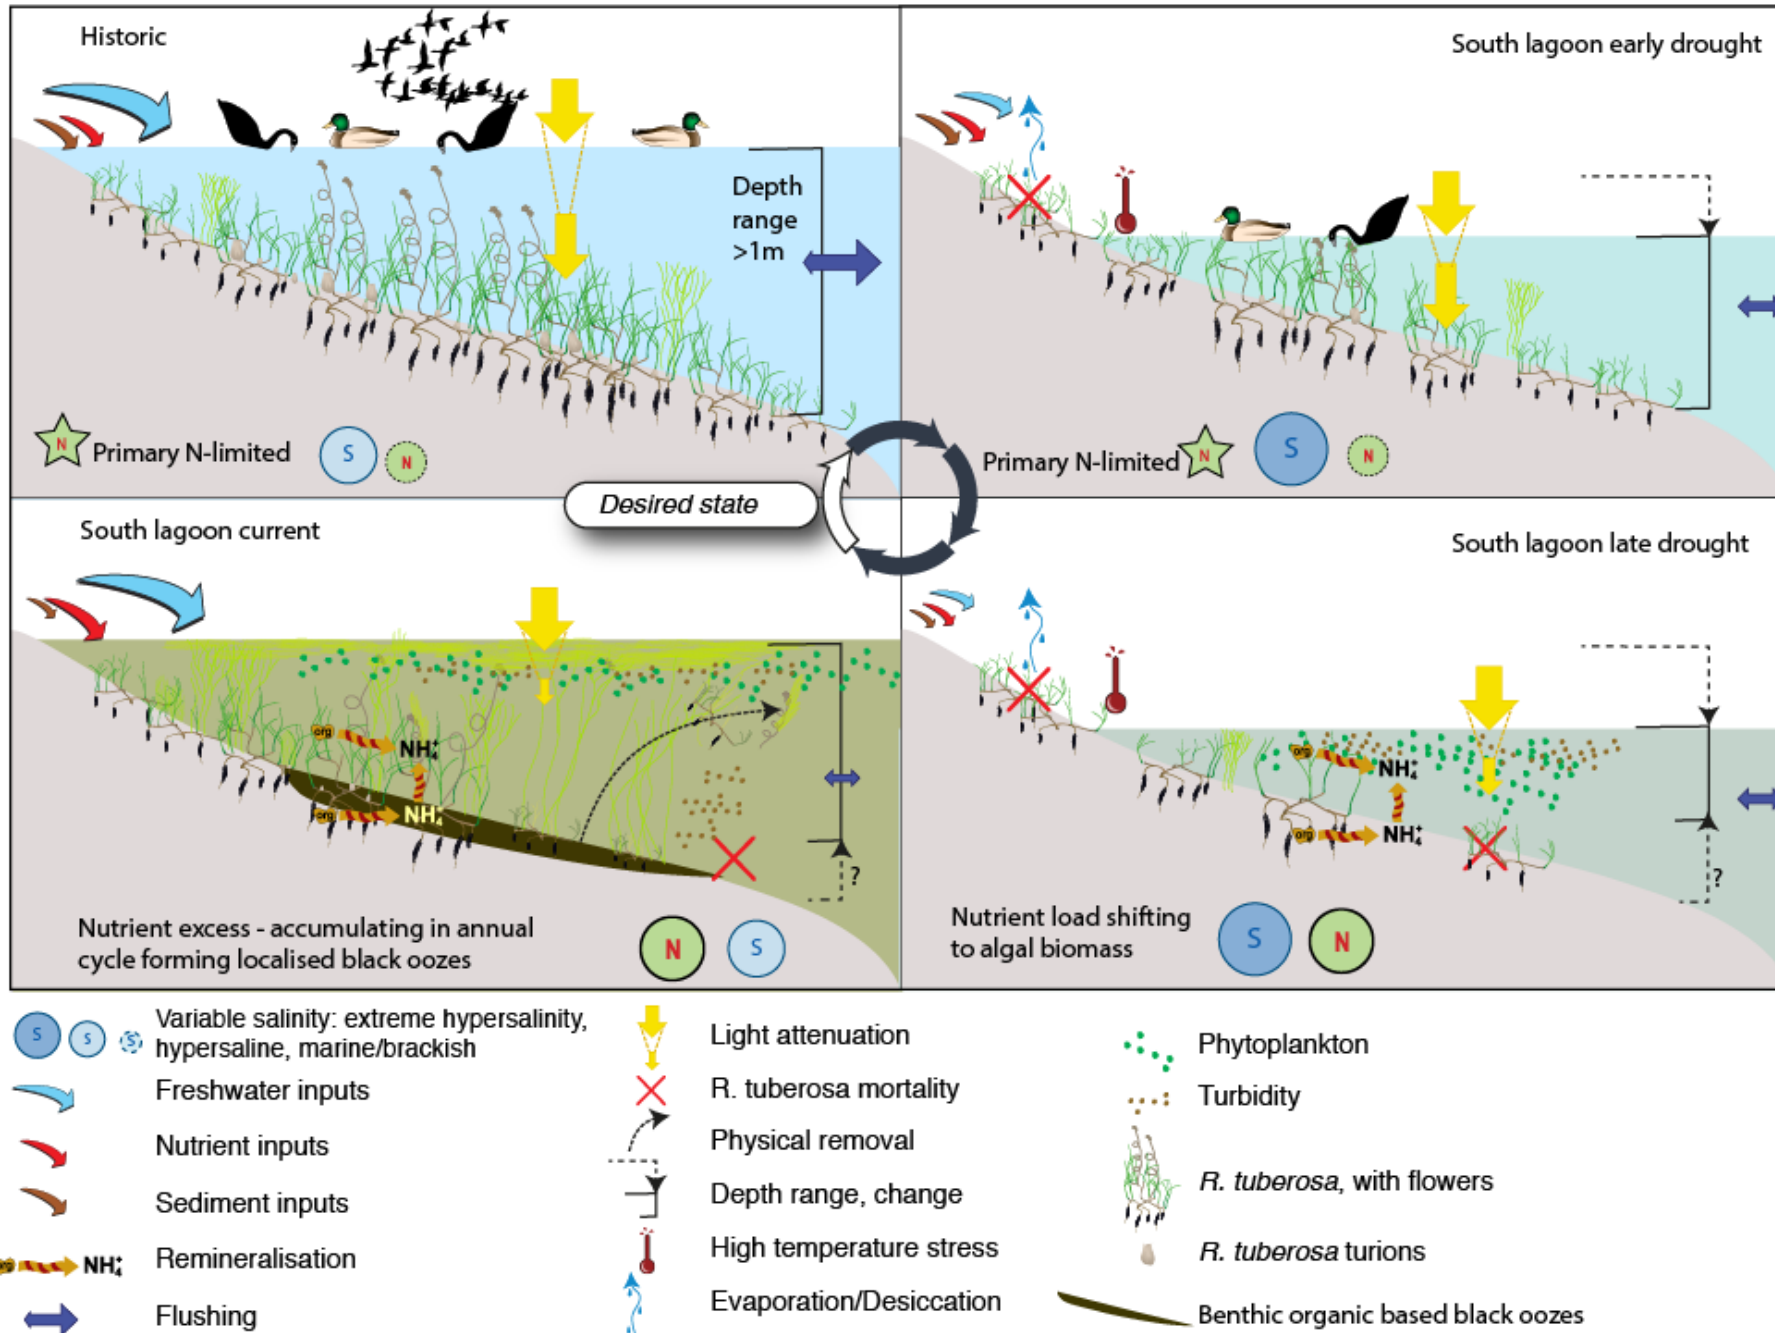 Historic
Depth
range
>1m
N Primary N-limited S N
South lagoon early drought
Primary N-limited N S N
Desired state
South lagoon current
org NH₄⁺
org NH₄⁺
?
Nutrient excess - accumulating in annual
cycle forming localised black oozes
N S
South lagoon late drought
org NH₄⁺
org NH₄⁺
?
Nutrient load shifting
to algal biomass
S N
S S S Variable salinity: extreme hypersalinity,
hypersaline, marine/brackish
Freshwater inputs
Nutrient inputs
Sediment inputs
org NH₄⁺ Remineralisation
Flushing
Light attenuation
R. tuberosa mortality
Physical removal
Depth range, change
High temperature stress
Evaporation/Desiccation
Phytoplankton
Turbidity
R. tuberosa, with flowers
R. tuberosa turions
Benthic organic based black oozes